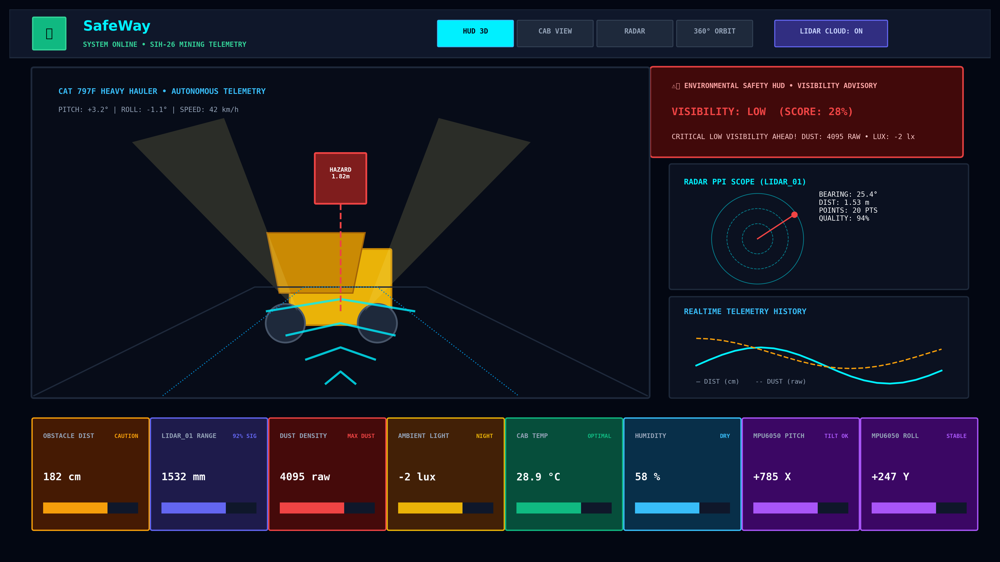 SafeWay
SYSTEM ONLINE • SIH-26 MINING TELEMETRY
HUD 3D
CAB VIEW
RADAR
360° ORBIT
LIDAR CLOUD: ON
CAT 797F HEAVY HAULER • AUTONOMOUS TELEMETRY
PITCH: +3.2° | ROLL: -1.1° | SPEED: 42 km/h
HAZARD
1.82m
⚠ ENVIRONMENTAL SAFETY HUD • VISIBILITY ADVISORY
VISIBILITY: LOW (SCORE: 28%)
CRITICAL LOW VISIBILITY AHEAD! DUST: 4095 RAW • LUX: -2 lx
RADAR PPI SCOPE (LIDAR_01)
BEARING: 25.4°
DIST: 1.53 m
POINTS: 20 PTS
QUALITY: 94%
REALTIME TELEMETRY HISTORY
— DIST (cm) -- DUST (raw)
OBSTACLE DIST CAUTION
182 cm
LIDAR_01 RANGE 92% SIG
1532 mm
DUST DENSITY MAX DUST
4095 raw
AMBIENT LIGHT NIGHT
-2 lux
CAB TEMP OPTIMAL
28.9 °C
HUMIDITY DRY
58 %
MPU6050 PITCH TILT OK
+785 X
MPU6050 ROLL STABLE
+247 Y